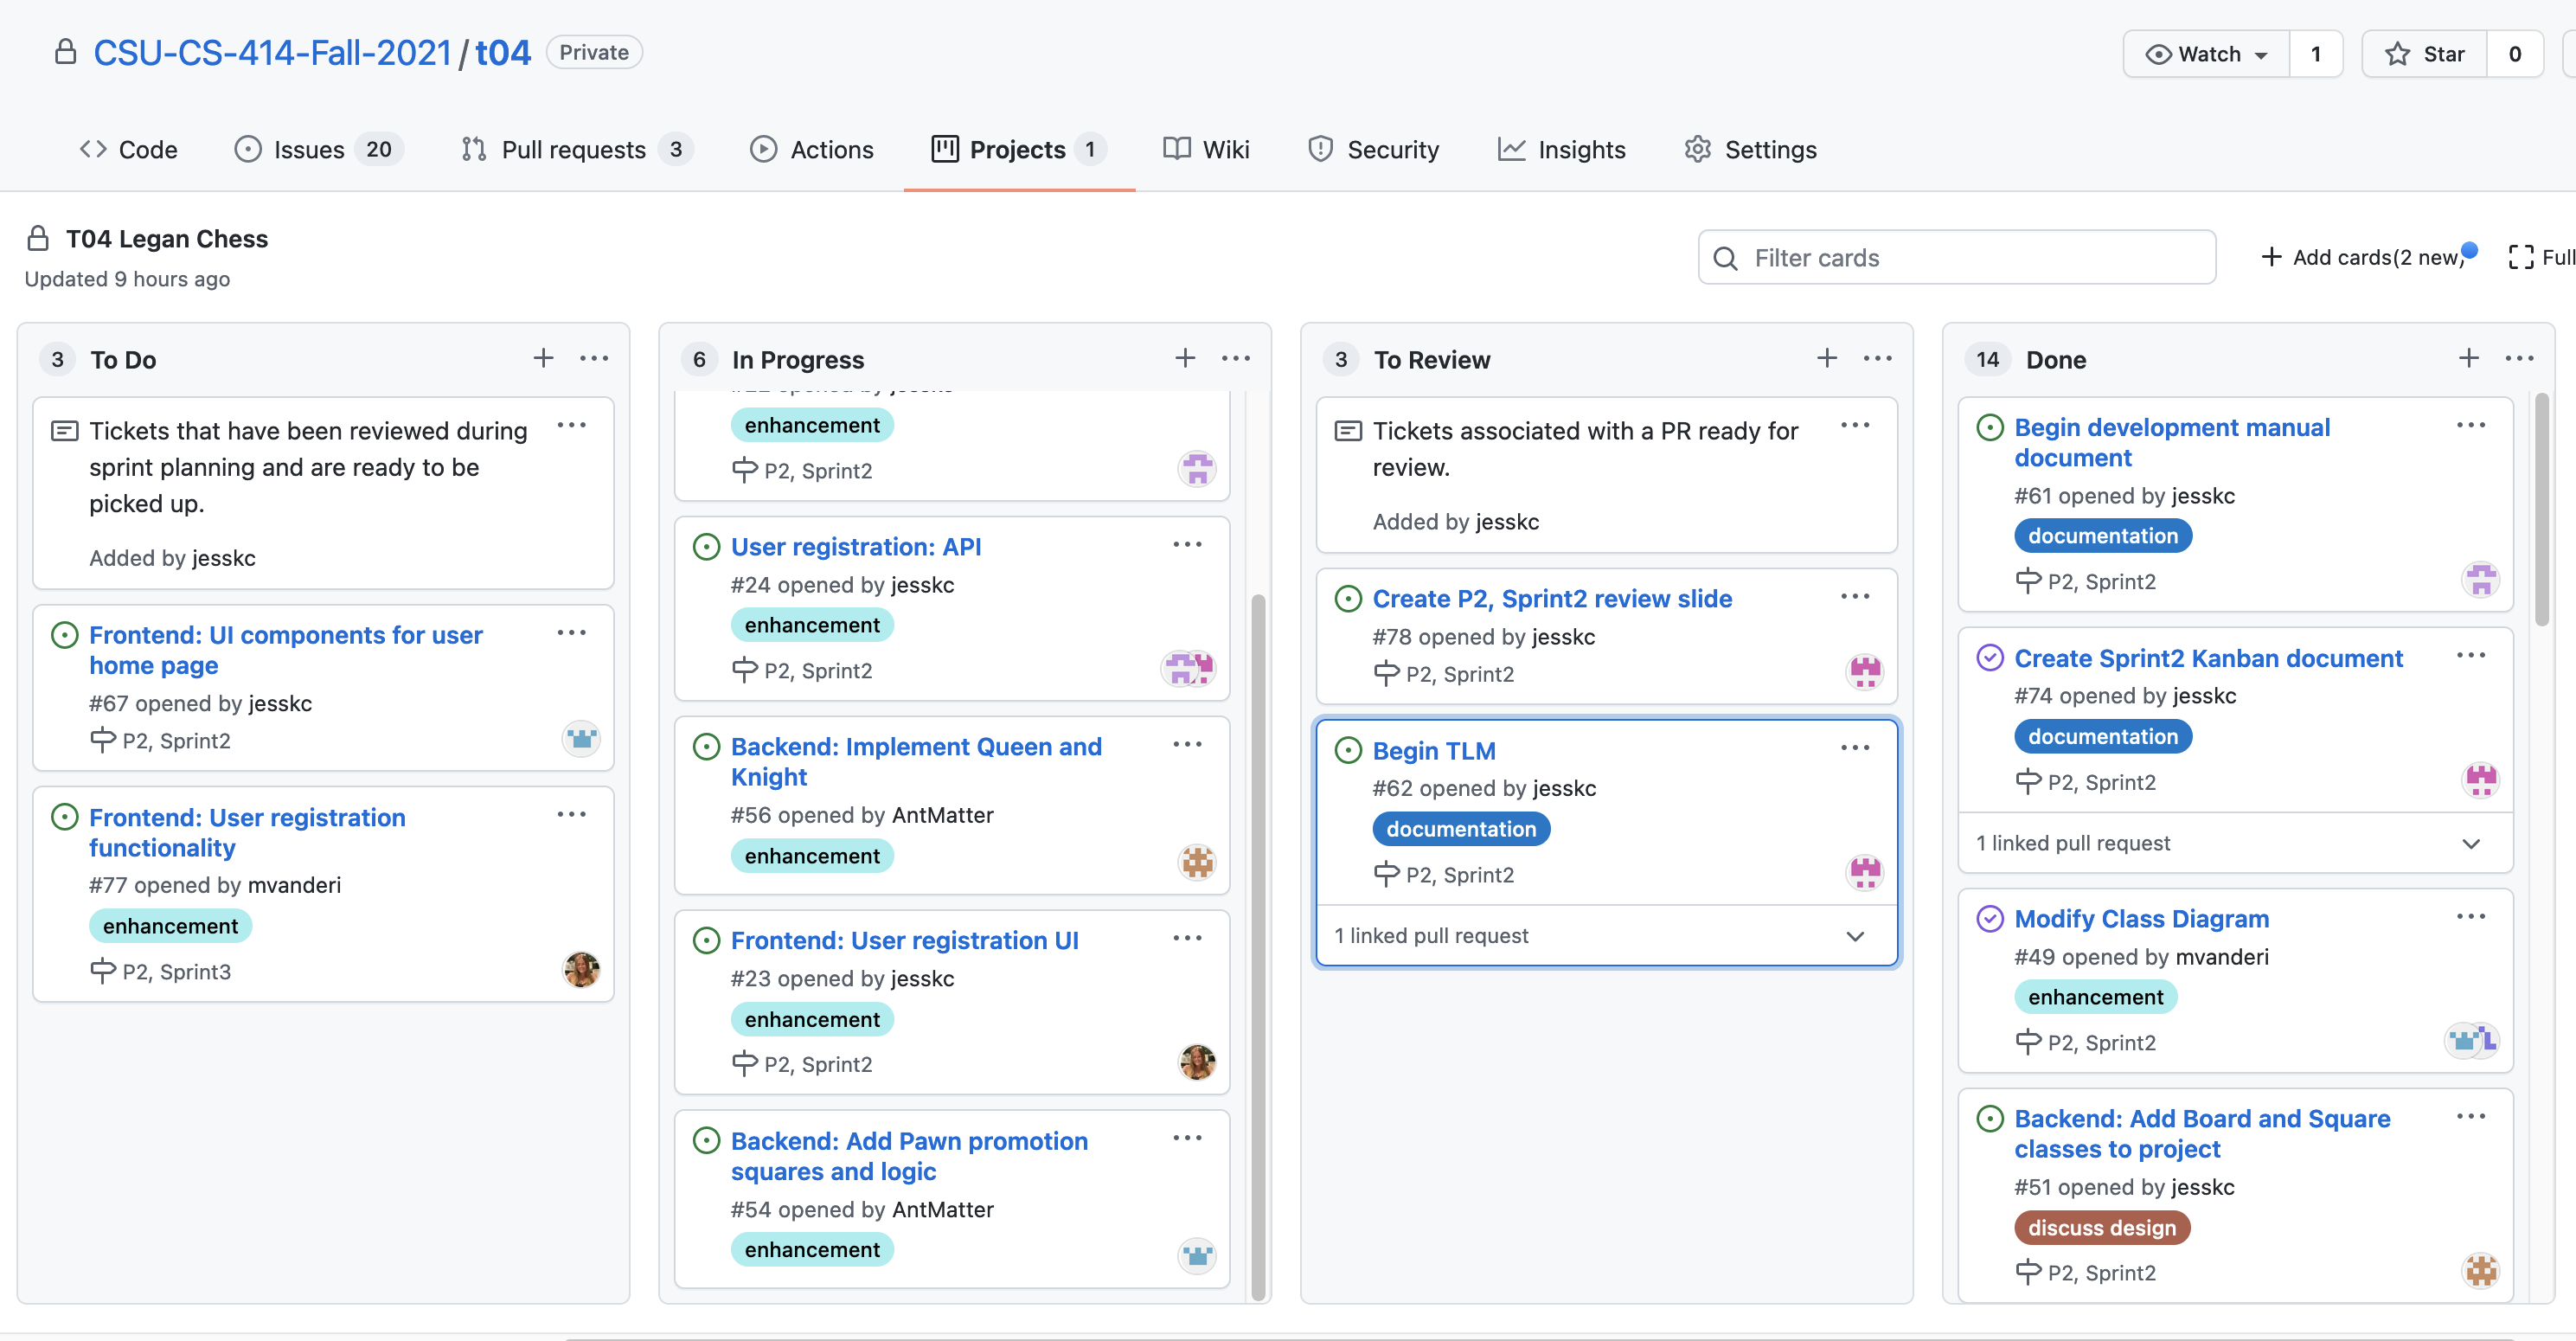 CSU-CS-414-Fall-2021 / t04 Private
Watch 1
Star 0
Code
Issues 20
Pull requests 3
Actions
Projects 1
Wiki
Security
Insights
Settings
T04 Legan Chess
Updated 9 hours ago
Filter cards
Add cards(2 new)
Full
3 To Do
Tickets that have been reviewed during
sprint planning and are ready to be
picked up.
Added by jesskc
Frontend: UI components for user
home page
#67 opened by jesskc
P2, Sprint2
Frontend: User registration
functionality
#77 opened by mvanderi
enhancement
P2, Sprint3
6 In Progress
#22 opened by jesskc
enhancement
P2, Sprint2
User registration: API
#24 opened by jesskc
enhancement
P2, Sprint2
Backend: Implement Queen and
Knight
#56 opened by AntMatter
enhancement
Frontend: User registration UI
#23 opened by jesskc
enhancement
P2, Sprint2
Backend: Add Pawn promotion
squares and logic
#54 opened by AntMatter
enhancement
3 To Review
Tickets associated with a PR ready for
review.
Added by jesskc
Create P2, Sprint2 review slide
#78 opened by jesskc
P2, Sprint2
Begin TLM
#62 opened by jesskc
documentation
P2, Sprint2
1 linked pull request
14 Done
Begin development manual
document
#61 opened by jesskc
documentation
P2, Sprint2
Create Sprint2 Kanban document
#74 opened by jesskc
documentation
P2, Sprint2
1 linked pull request
Modify Class Diagram
#49 opened by mvanderi
enhancement
P2, Sprint2
Backend: Add Board and Square
classes to project
#51 opened by jesskc
discuss design
P2, Sprint2